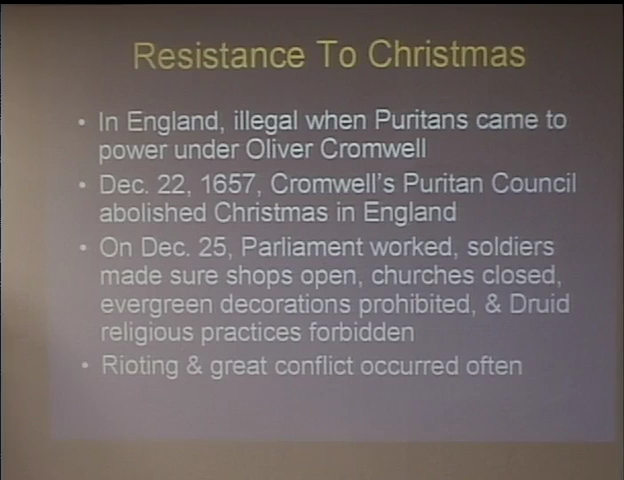 Resistance To Christmas
• In England, illegal when Puritans came to
power under Oliver Cromwell
• Dec. 22, 1657, Cromwell's Puritan Council
abolished Christmas in England
• On Dec. 25, Parliament worked, soldiers
made sure shops open, churches closed,
evergreen decorations prohibited, & Druid
religious practices forbidden
• Rioting & great conflict occurred often